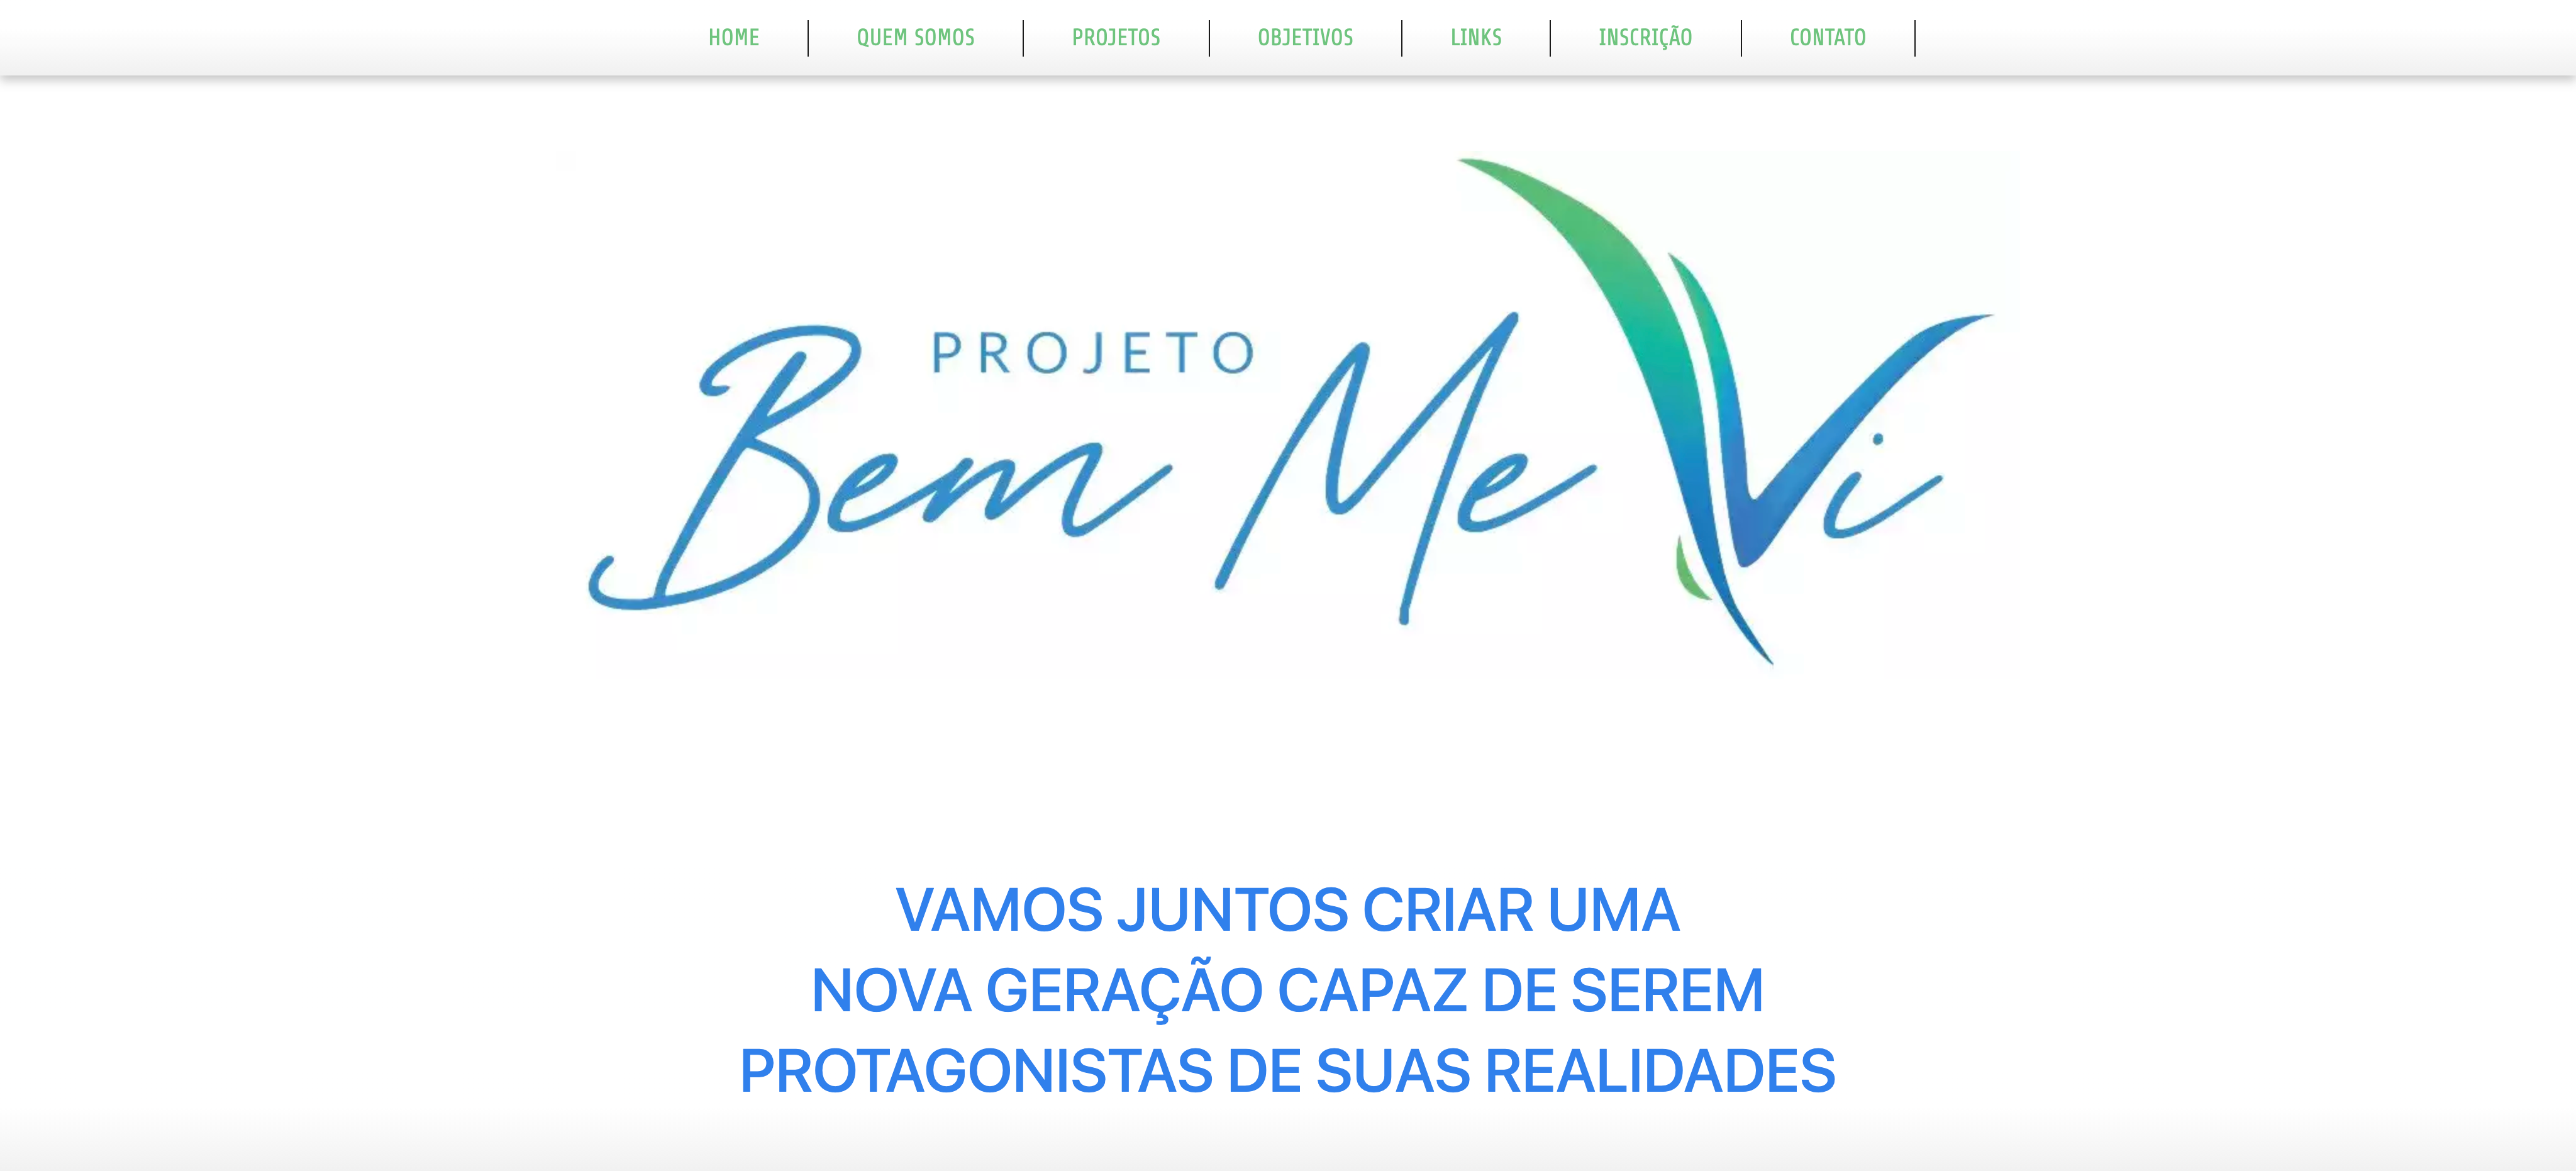 HOME
QUEM SOMOS
PROJETOS
OBJETIVOS
LINKS
INSCRIÇÃO
CONTATO
PROJETO
Bem Me Vi
VAMOS JUNTOS CRIAR UMA
NOVA GERAÇÃO CAPAZ DE SEREM
PROTAGONISTAS DE SUAS REALIDADES